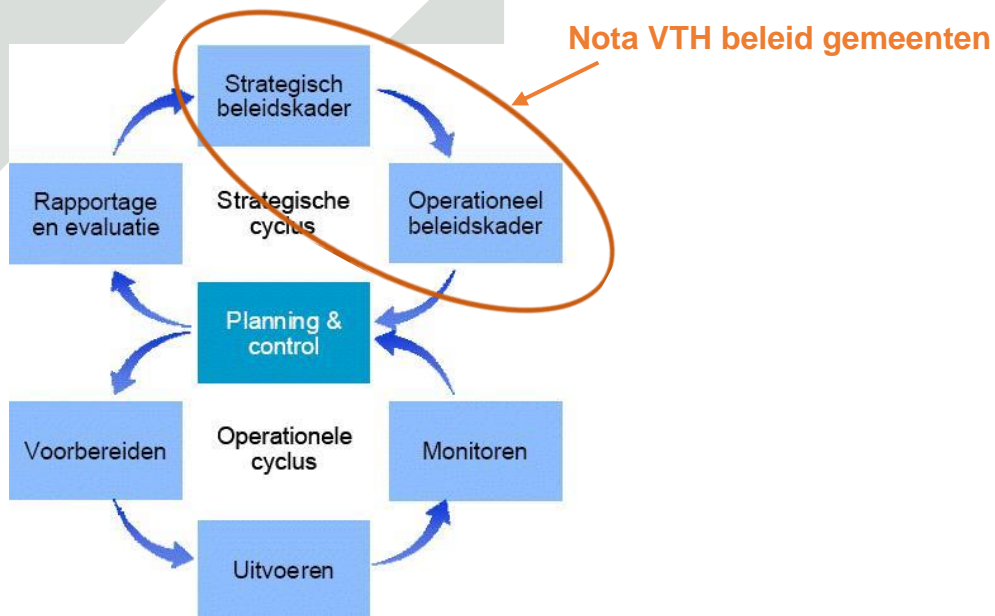 Nota VTH beleid gemeenten
Strategisch
beleidskader
Rapportage
en evaluatie
Strategische
cyclus
Operationeel
beleidskader
Planning &
control
Voorbereiden
Operationele
cyclus
Monitoren
Uitvoeren